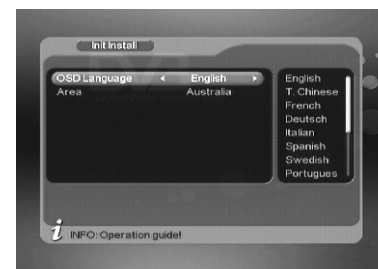 Init Install
OSD Language English
Area Australia
English
T. Chinese
French
Deutsch
Italian
Spanish
Swedish
Portugues
INFO: Operation guide!